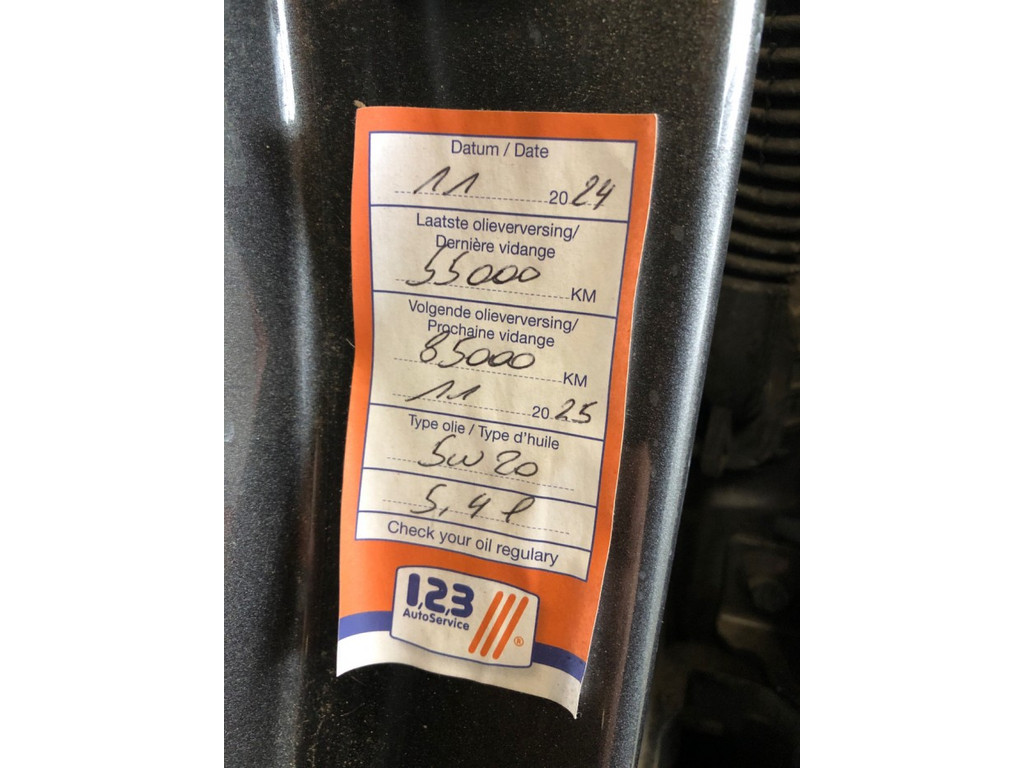 Datum / Date
11 2024
Laatste olieverversing/
Dernière vidange
55000 KM
Volgende olieverversing/
Prochaine vidange
85000 KM
11 2025
Type olie / Type d'huile
5w20
5,4 l
Check your oil regulary
1,2,3
AutoService
®